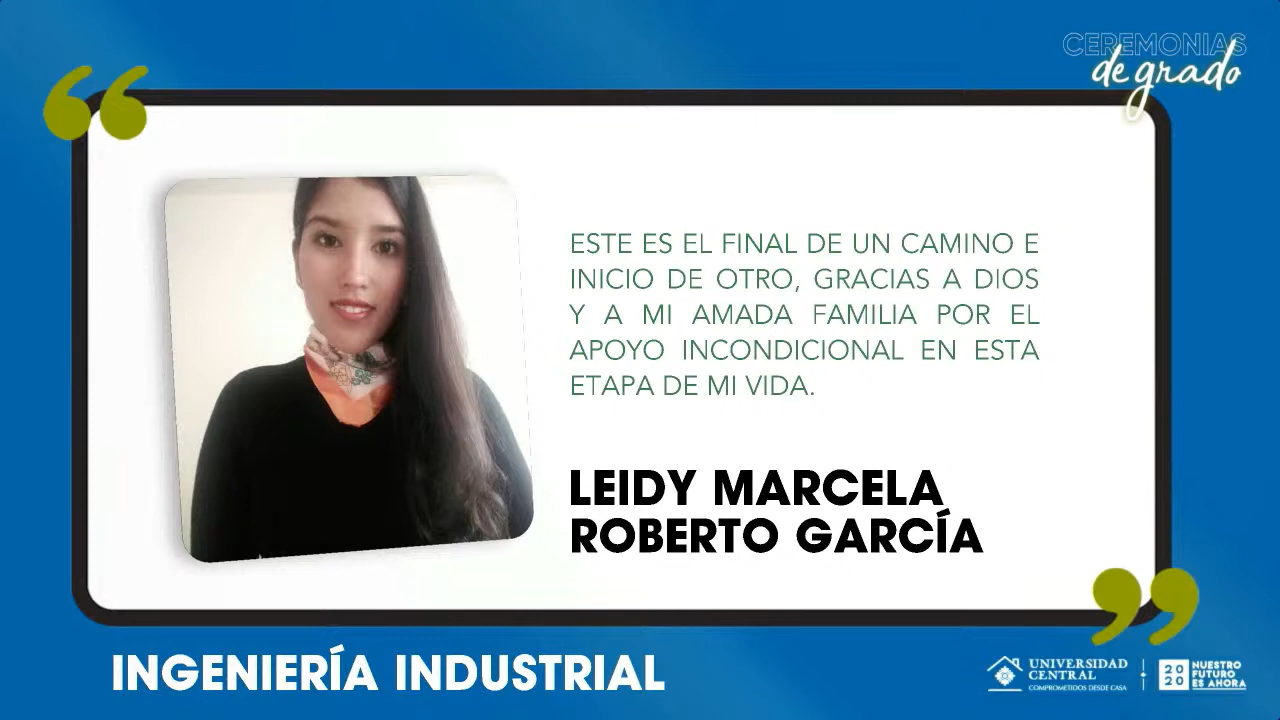 CEREMONIAS
de grado
ESTE ES EL FINAL DE UN CAMINO E
INICIO DE OTRO, GRACIAS A DIOS
Y A MI AMADA FAMILIA POR EL
APOYO INCONDICIONAL EN ESTA
ETAPA DE MI VIDA.
LEIDY MARCELA
ROBERTO GARCÍA
INGENIERÍA INDUSTRIAL
UNIVERSIDAD
CENTRAL
COMPROMETIDOS DESDE CASA
20
20
NUESTRO
FUTURO
ES AHORA